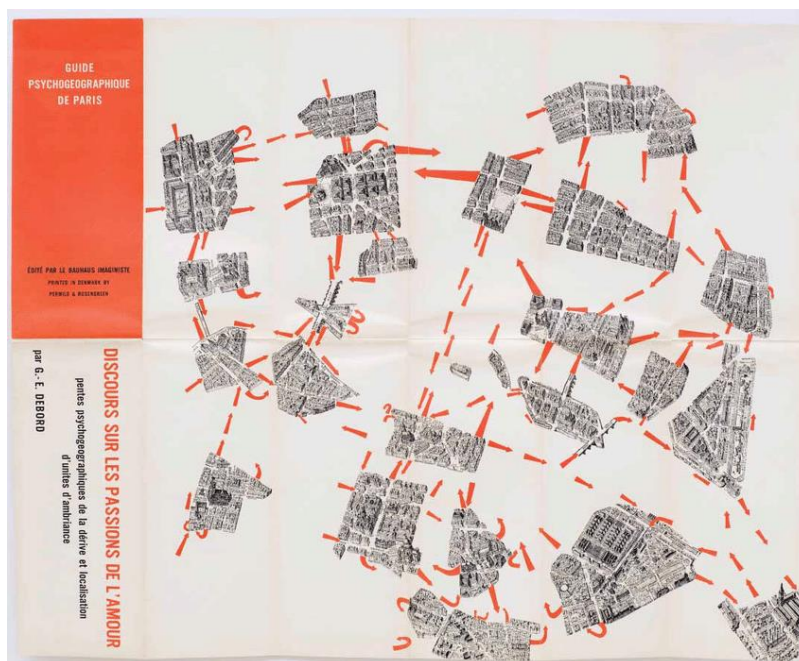 GUIDE
PSYCHOGEOGRAPHIQUE
DE PARIS
ÉDITÉ PAR LE BAUHAUS IMAGINISTE
PRINTED IN DENMARK BY
PERMILD & ROSENGREEN
DISCOURS SUR LES PASSIONS DE L'AMOUR
pentes psychogeographiques de la dérive et localisation
d'unites d'ambriance
par G.-E. DEBORD